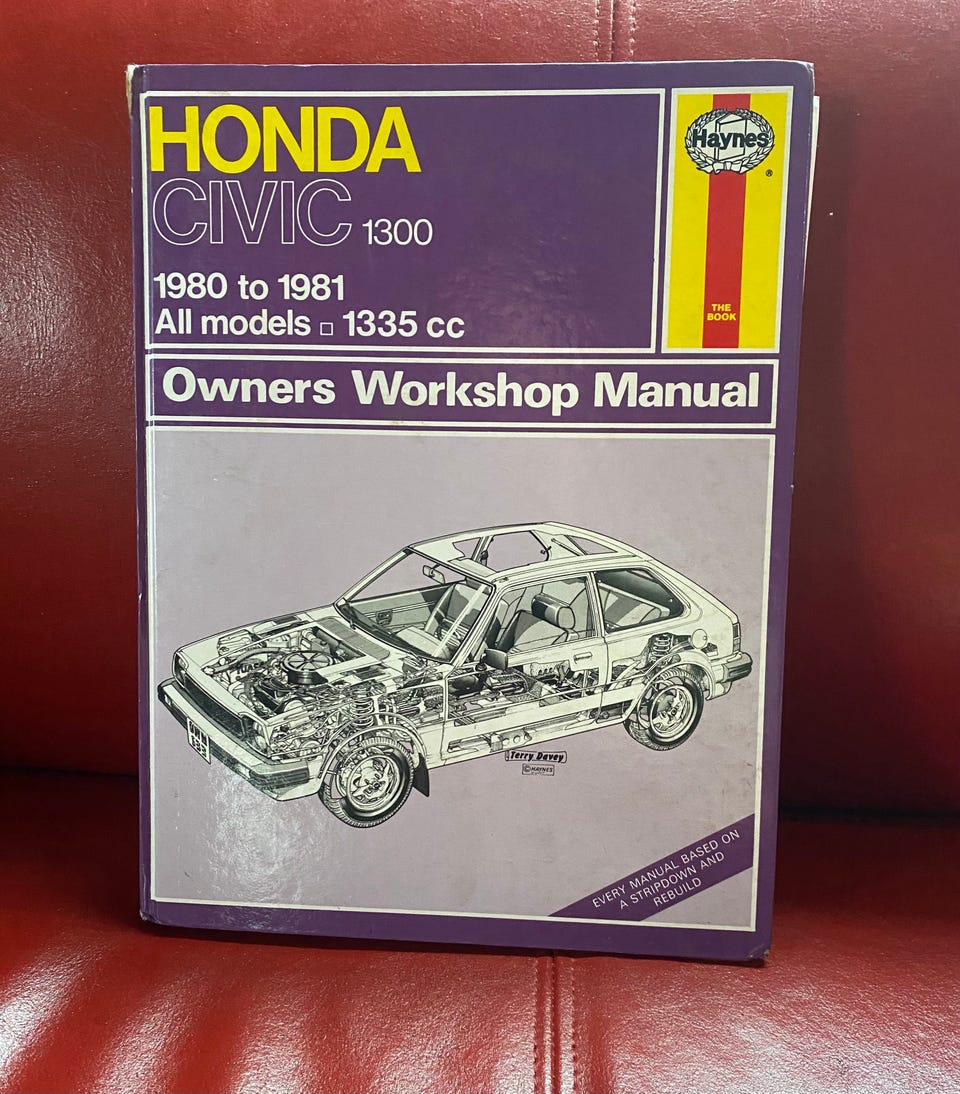 HONDA
CIVIC 1300
1980 to 1981
All models □ 1335 cc
Haynes
®
THE
BOOK
Owners Workshop Manual
Terry Davey
© HAYNES
EVERY MANUAL BASED ON
A STRIPDOWN AND
REBUILD